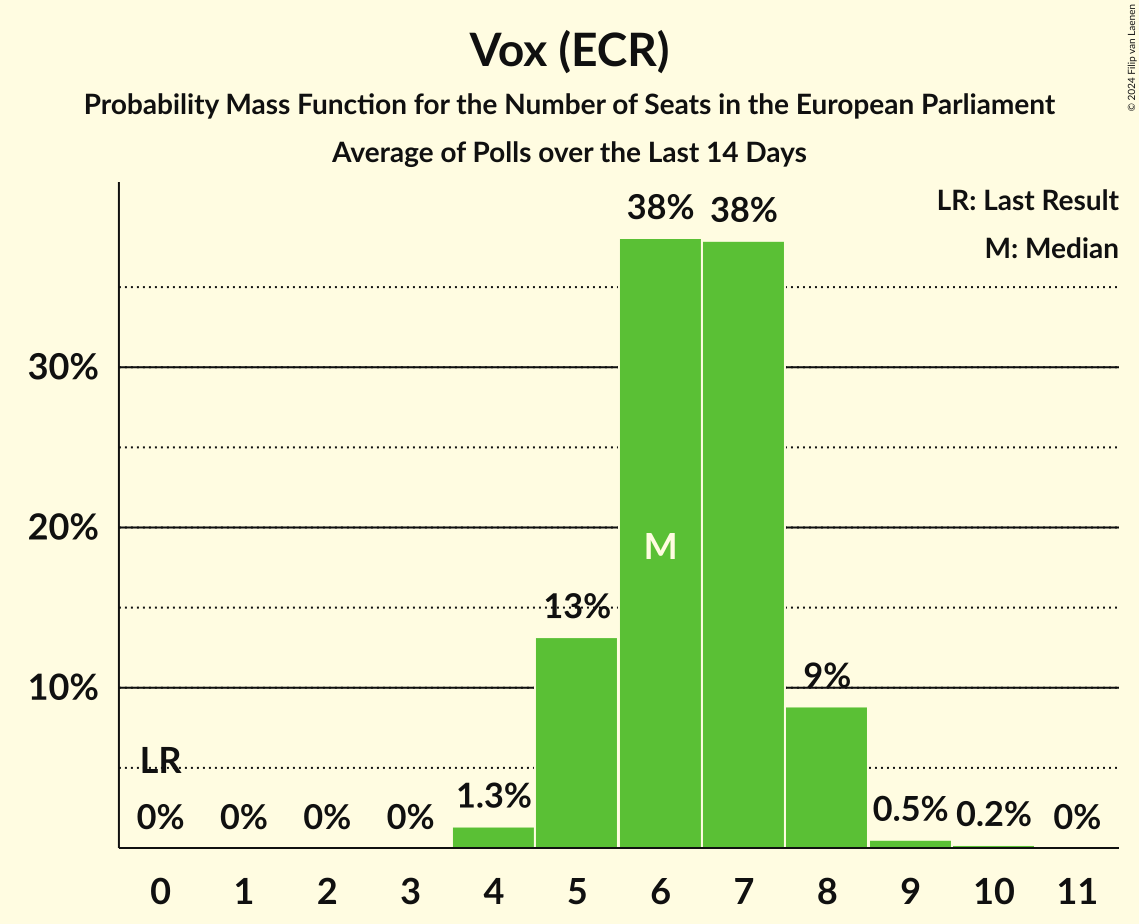 Vox (ECR)
Probability Mass Function for the Number of Seats in the European Parliament
Average of Polls over the Last 14 Days
© 2024 Filip van Laenen
LR: Last Result
M: Median
38% 38%
30%
20%
M
13%
10%
9%
LR
0% 0% 0% 0% 1.3% 0.5% 0.2% 0%
0 1 2 3 4 5 6 7 8 9 10 11